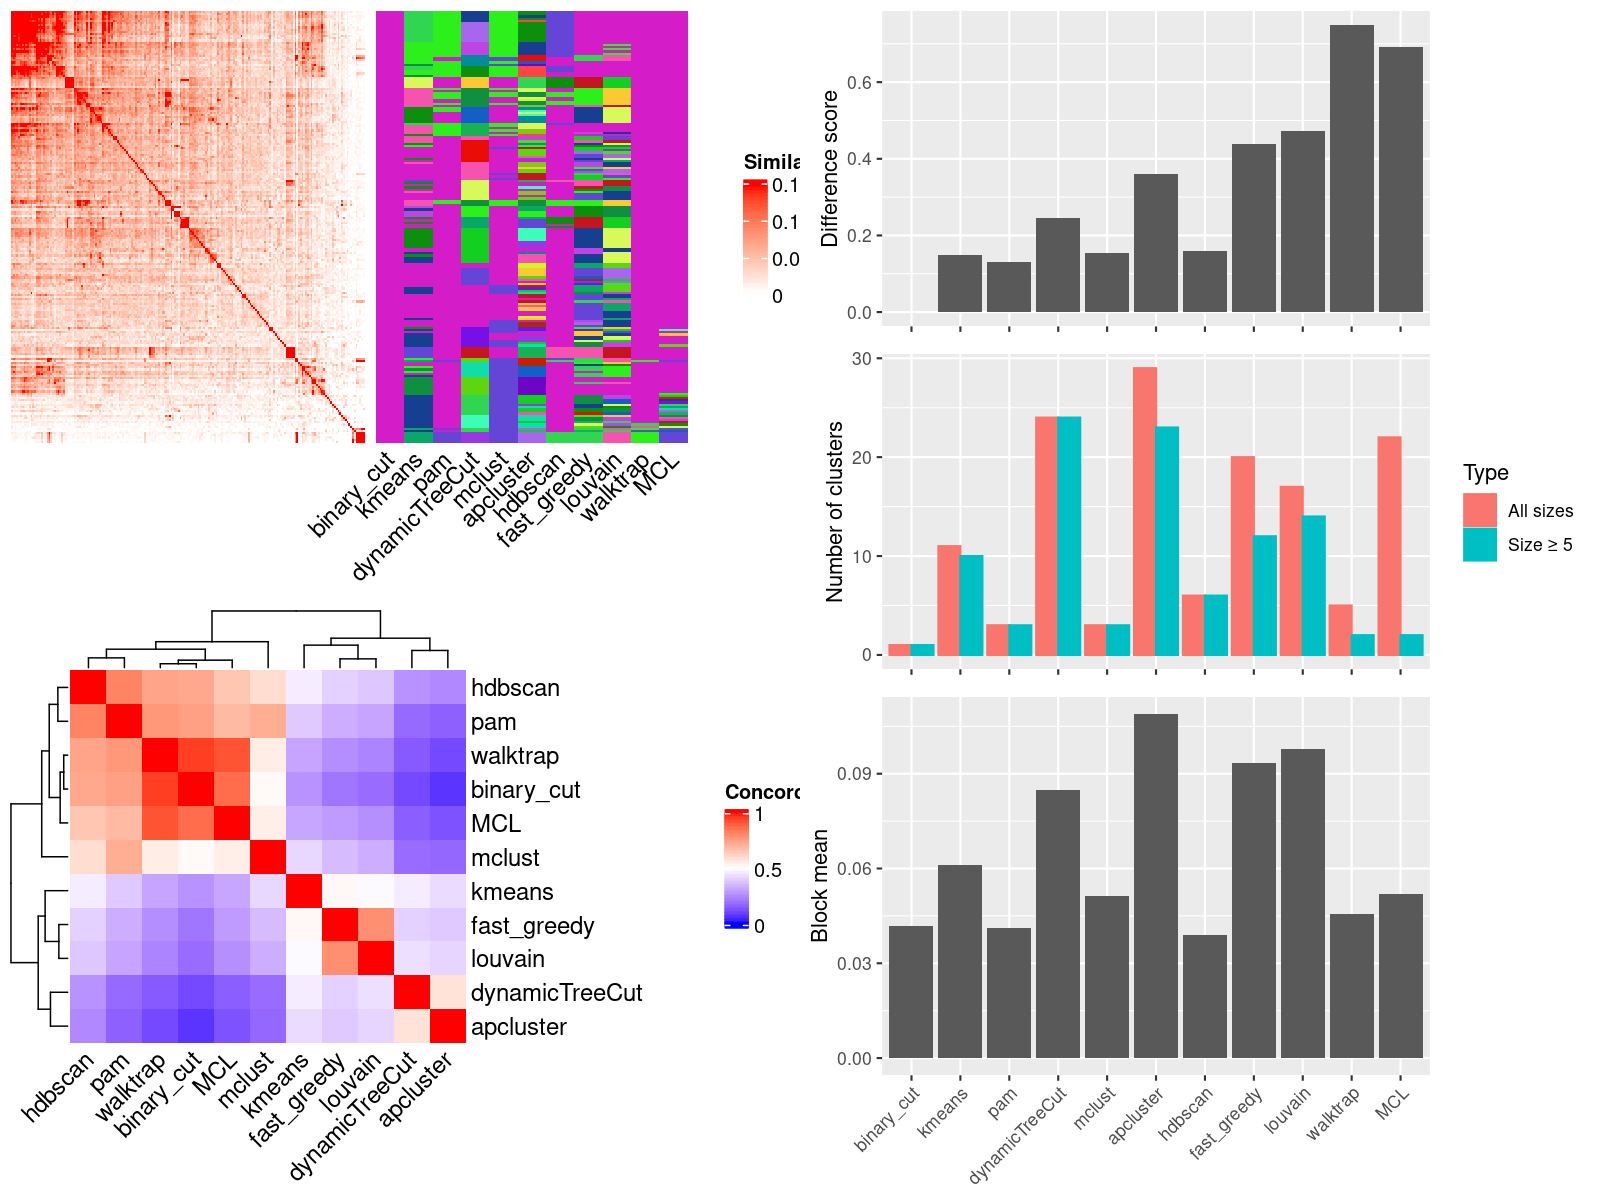 Simila
0.1
0.1
0.0
0
binary_cut
kmeans
pam
dynamicTreeCut
mclust
apcluster
hdbscan
fast_greedy
louvain
walktrap
MCL
hdbscan
pam
walktrap
binary_cut
MCL
mclust
kmeans
fast_greedy
louvain
dynamicTreeCut
apcluster
hdbscan
pam
walktrap
binary_cut
MCL
mclust
kmeans
fast_greedy
louvain
dynamicTreeCut
apcluster
Concord
1
0.5
0
Difference score
0.6
0.4
0.2
0.0
Number of clusters
30
20
10
0
Type
All sizes
Size ≥ 5
Block mean
0.09
0.06
0.03
0.00
binary_cut
kmeans
pam
dynamicTreeCut
mclust
apcluster
hdbscan
fast_greedy
louvain
walktrap
MCL